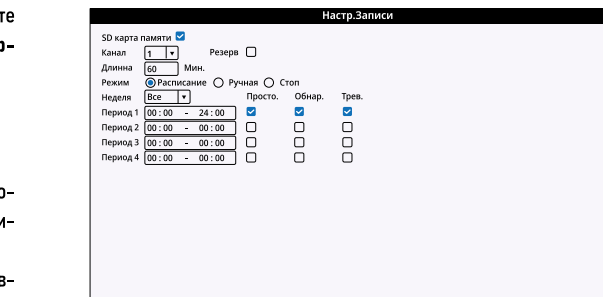 те
р-
о-
и-
в-
Настр.Записи
SD карта памяти
Канал 1 Резерв
Длинна 60 Мин.
Режим Расписание Ручная Стоп
Неделя Все Просто. Обнар. Трев.
Период 1 00:00 - 24:00
Период 2 00:00 - 00:00
Период 3 00:00 - 00:00
Период 4 00:00 - 00:00